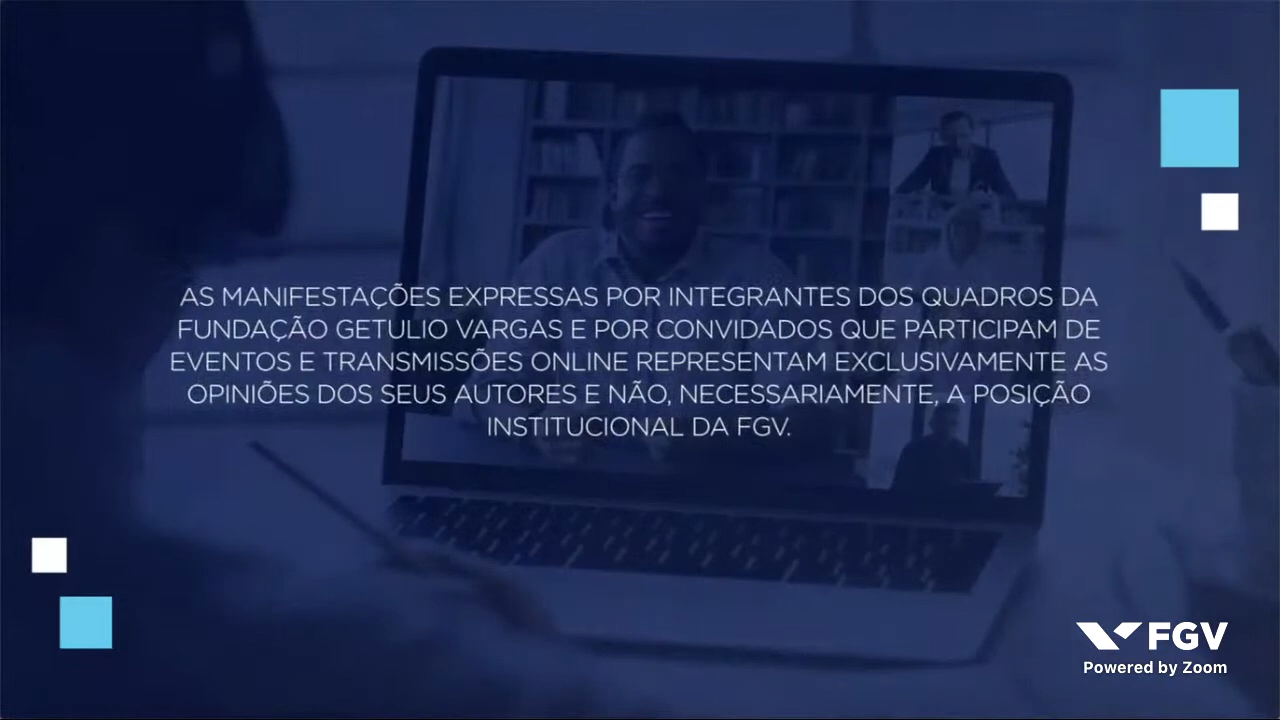 AS MANIFESTAÇÕES EXPRESSAS POR INTEGRANTES DOS QUADROS DA
FUNDAÇÃO GETULIO VARGAS E POR CONVIDADOS QUE PARTICIPAM DE
EVENTOS E TRANSMISSÕES ONLINE REPRESENTAM EXCLUSIVAMENTE AS
OPINIÕES DOS SEUS AUTORES E NÃO, NECESSARIAMENTE, A POSIÇÃO
INSTITUCIONAL DA FGV.
FGV
Powered by Zoom